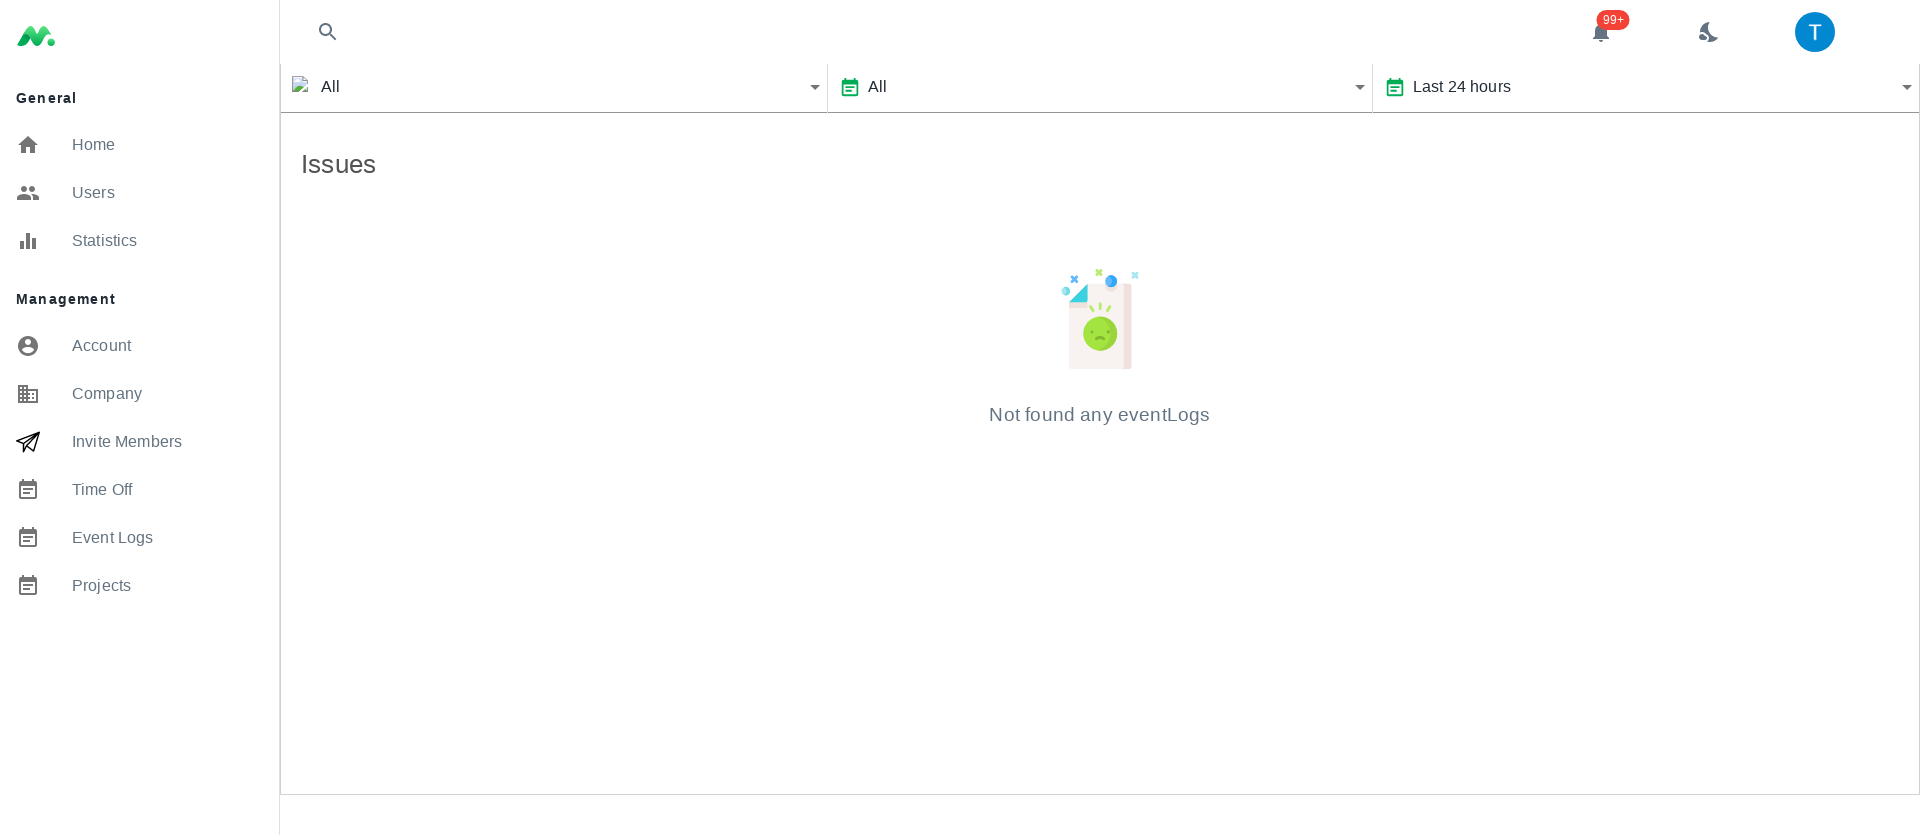 99+
T
General
Home
Users
Statistics
Management
Account
Company
Invite Members
Time Off
Event Logs
Projects
All
All
Last 24 hours
Issues
Not found any eventLogs